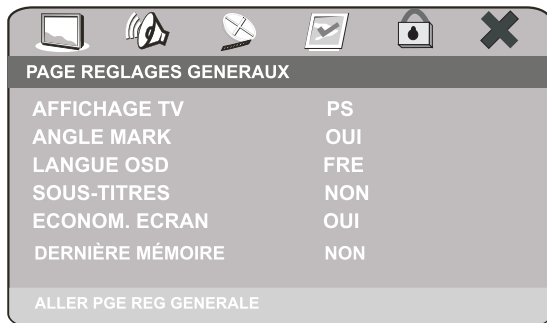 PAGE REGLAGES GENERAUX
AFFICHAGE TV PS
ANGLE MARK OUI
LANGUE OSD FRE
SOUS-TITRES NON
ECONOM. ECRAN OUI
DERNIÈRE MÉMOIRE NON
ALLER PGE REG GENERALE